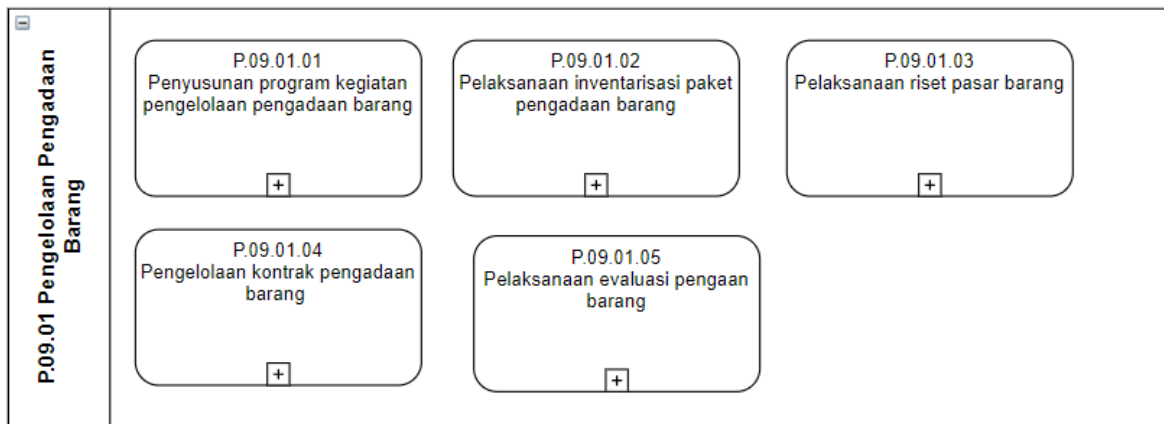 P.09.01 Pengelolaan Pengadaan
Barang
P.09.01.01
Penyusunan program kegiatan
pengelolaan pengadaan barang
P.09.01.02
Pelaksanaan inventarisasi paket
pengadaan barang
P.09.01.03
Pelaksanaan riset pasar barang
P.09.01.04
Pengelolaan kontrak pengadaan
barang
P.09.01.05
Pelaksanaan evaluasi pengaan
barang